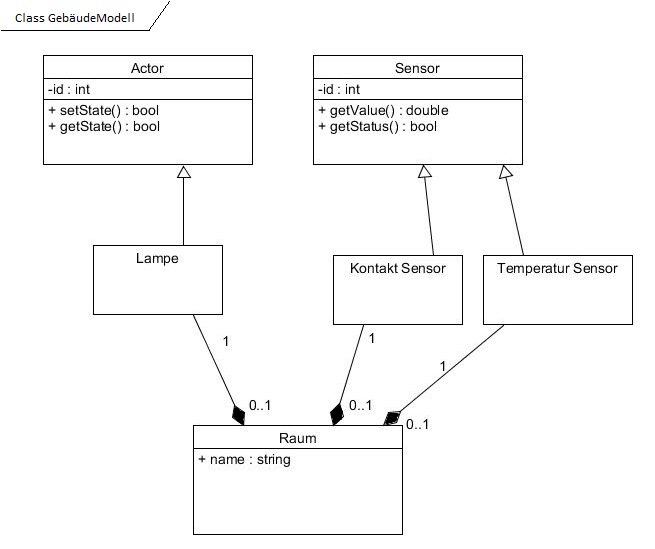 Class GebäudeModell
Actor
-id : int
+ setState() : bool
+ getState() : bool
Sensor
-id : int
+ getValue() : double
+ getStatus() : bool
Lampe
Kontakt Sensor
Temperatur Sensor
1
1
1
0..1
0..1
0..1
Raum
+ name : string